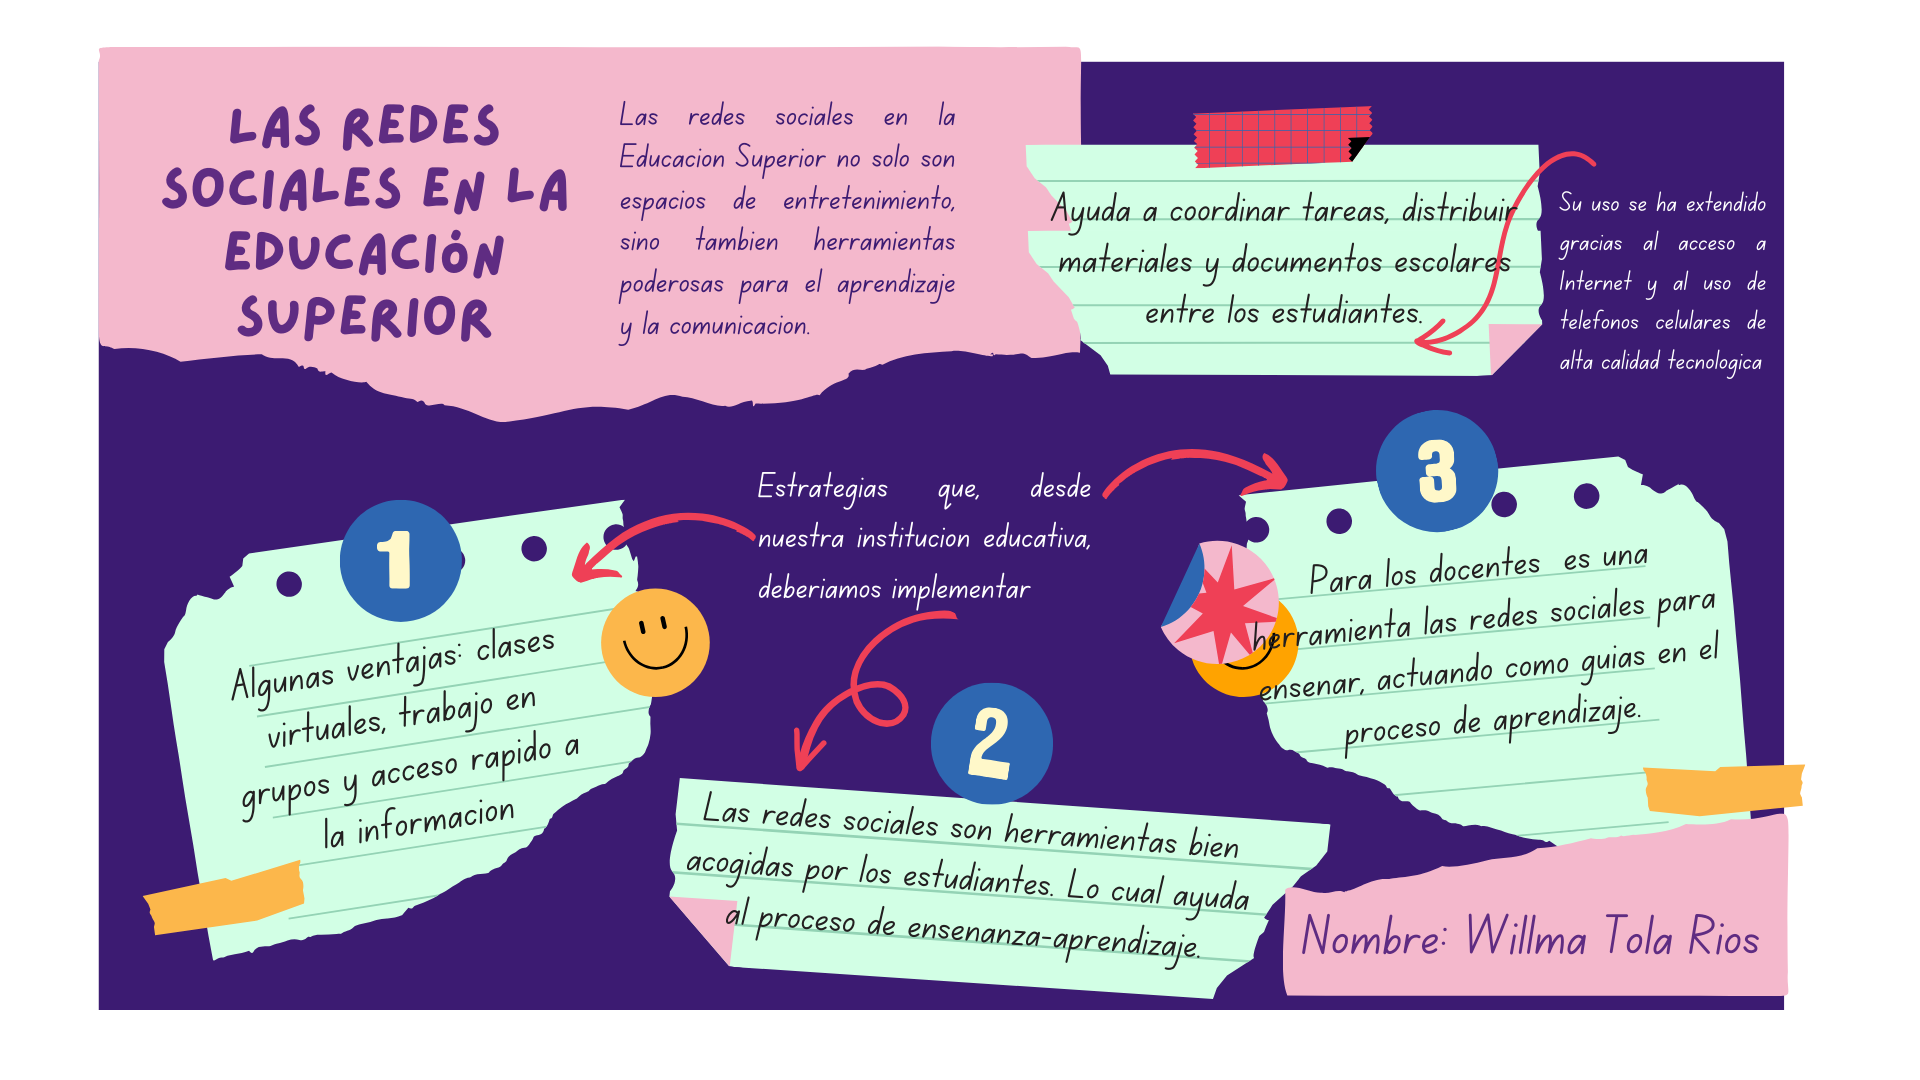 LAS REDES
SOCIALES EN LA
EDUCACIÓN
SUPERIOR
Las redes sociales en la
Educacion Superior no solo son
espacios de entretenimiento,
sino tambien herramientas
poderosas para el aprendizaje
y la comunicacion.
Ayuda a coordinar tareas, distribuir
materiales y documentos escolares
entre los estudiantes.
Su uso se ha extendido
gracias al acceso a
Internet y al uso de
telefonos celulares de
alta calidad tecnologica
Estrategias que, desde
nuestra institucion educativa,
deberiamos implementar
1
Algunas ventajas: clases
virtuales, trabajo en
grupos y acceso rapido a
la informacion
2
Las redes sociales son herramientas bien
acogidas por los estudiantes. Lo cual ayuda
al proceso de ensenanza-aprendizaje.
3
Para los docentes es una
herramienta las redes sociales para
ensenar, actuando como guias en el
proceso de aprendizaje.
Nombre: Willma Tola Rios